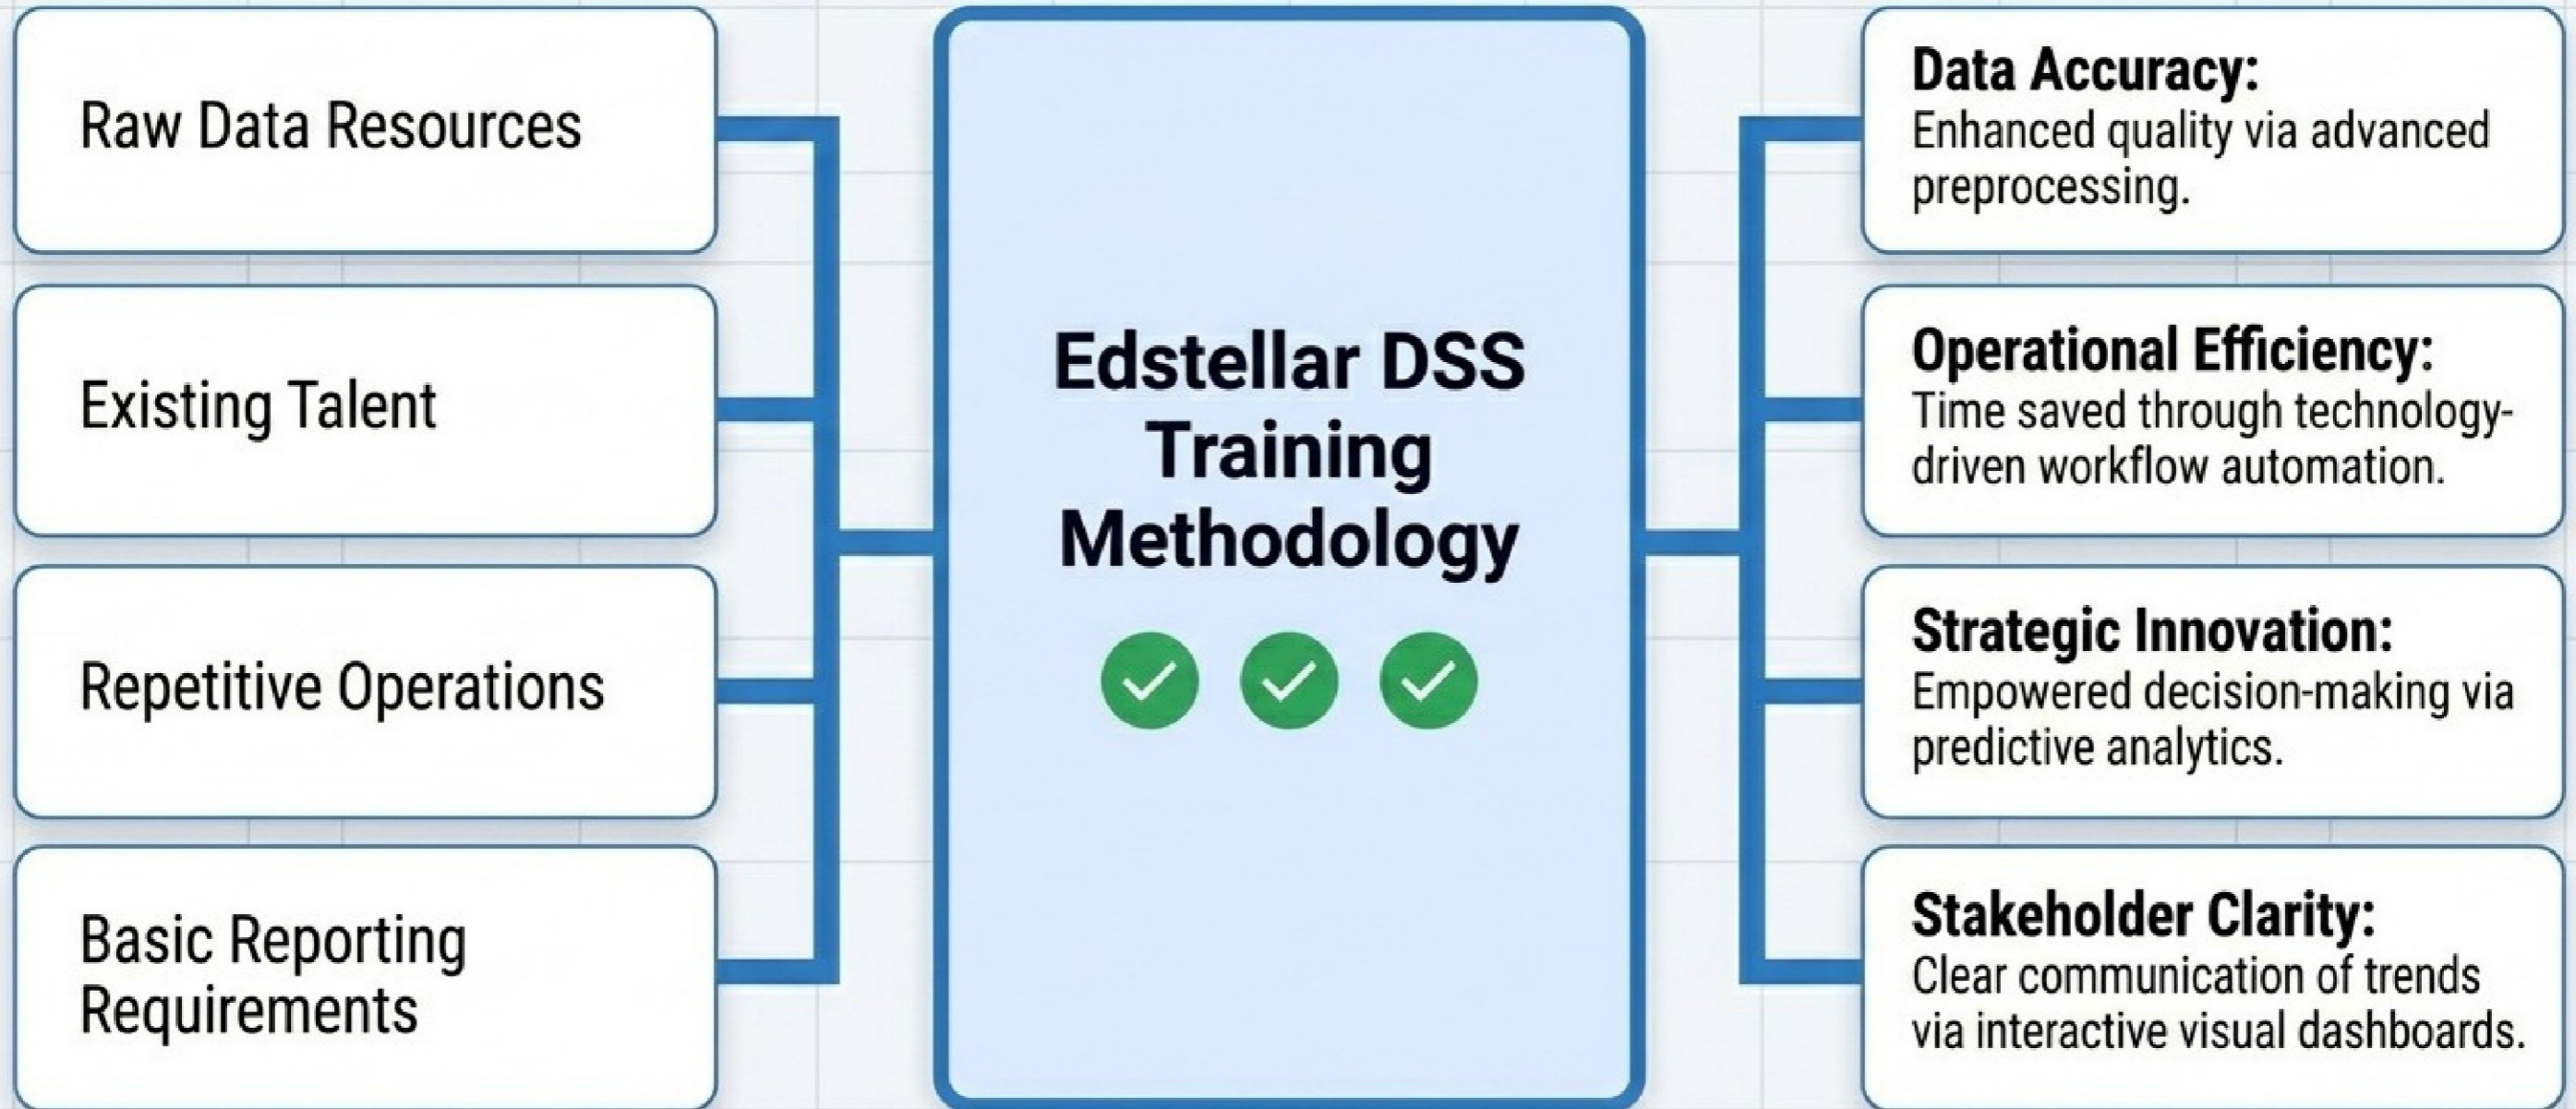 Raw Data Resources
Existing Talent
Repetitive Operations
Basic Reporting
Requirements
Edstellar DSS
Training
Methodology
Data Accuracy:
Enhanced quality via advanced
preprocessing.
Operational Efficiency:
Time saved through technology-
driven workflow automation.
Strategic Innovation:
Empowered decision-making via
predictive analytics.
Stakeholder Clarity:
Clear communication of trends
via interactive visual dashboards.